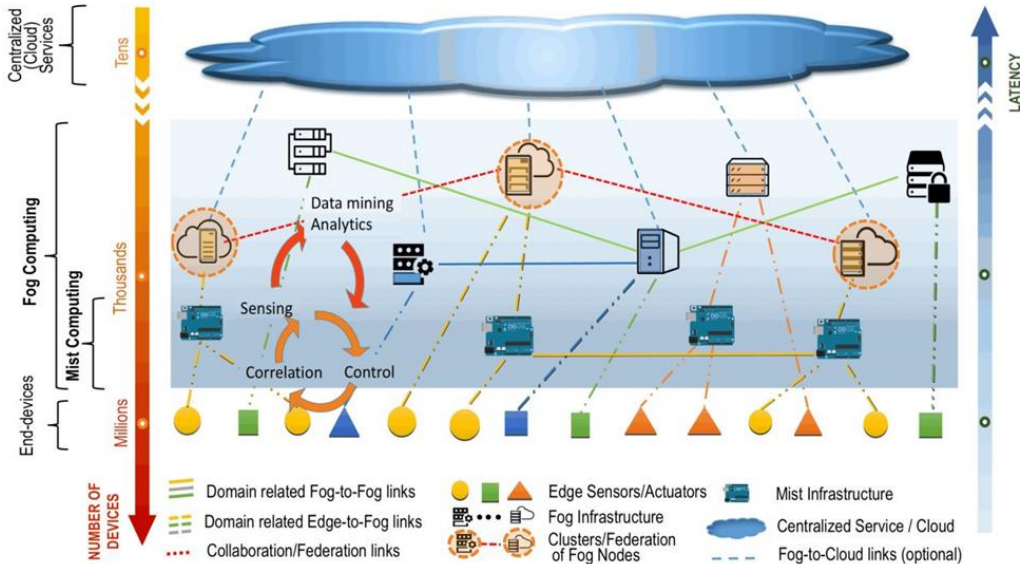 Centralized
(Cloud)
Services
Tens
LATENCY
Fog Computing
Thousands
Mist Computing
Data mining
Analytics
Sensing
Correlation
Control
End-devices
Millions
NUMBER OF
DEVICES
Domain related Fog-to-Fog links
Domain related Edge-to-Fog links
Collaboration/Federation links
Edge Sensors/Actuators
Fog Infrastructure
Clusters/Federation
of Fog Nodes
Mist Infrastructure
Centralized Service / Cloud
Fog-to-Cloud links (optional)